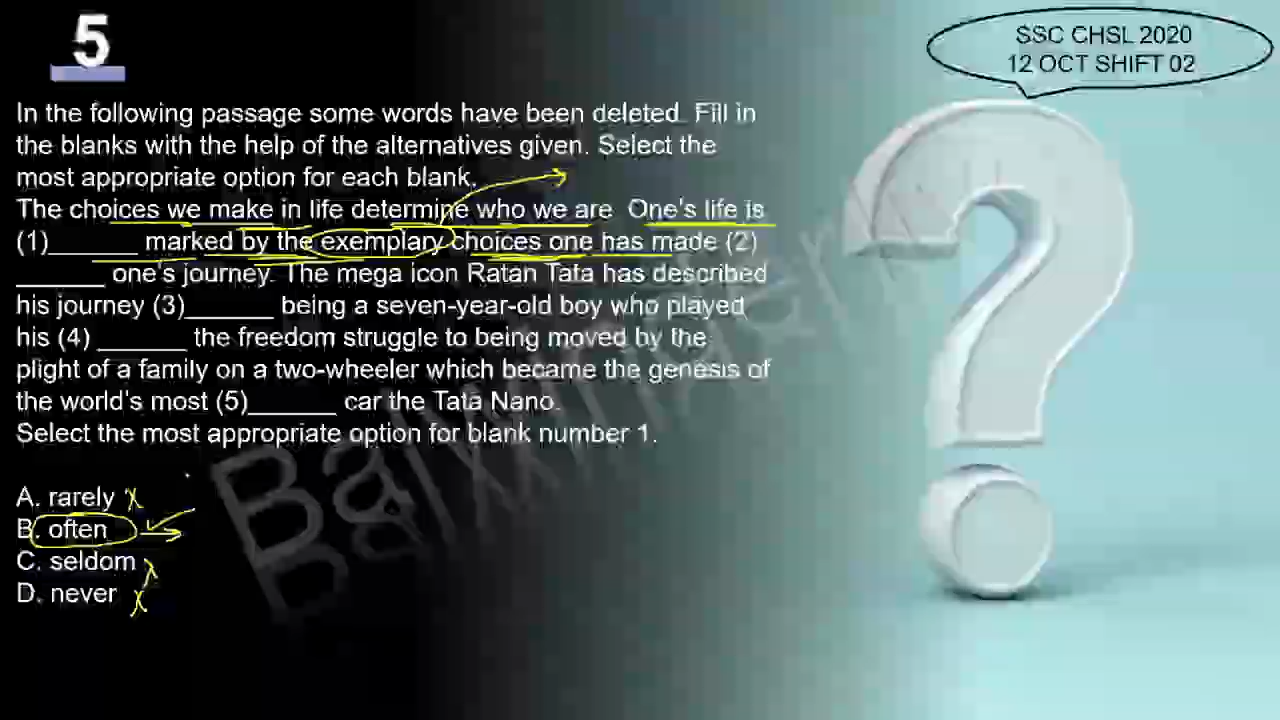 5
SSC CHSL 2020
12 OCT SHIFT 02
In the following passage some words have been deleted. Fill in
the blanks with the help of the alternatives given. Select the
most appropriate option for each blank.
The choices we make in life determine who we are One's life is
(1)______ marked by the exemplary choices one has made (2)
______ one's journey. The mega icon Ratan Tata has described
his journey (3)______ being a seven-year-old boy who played
his (4) ______ the freedom struggle to being moved by the
plight of a family on a two-wheeler which became the genesis of
the world's most (5)______ car the Tata Nano.
Select the most appropriate option for blank number 1.
A. rarely
B. often
C. seldom
D. never